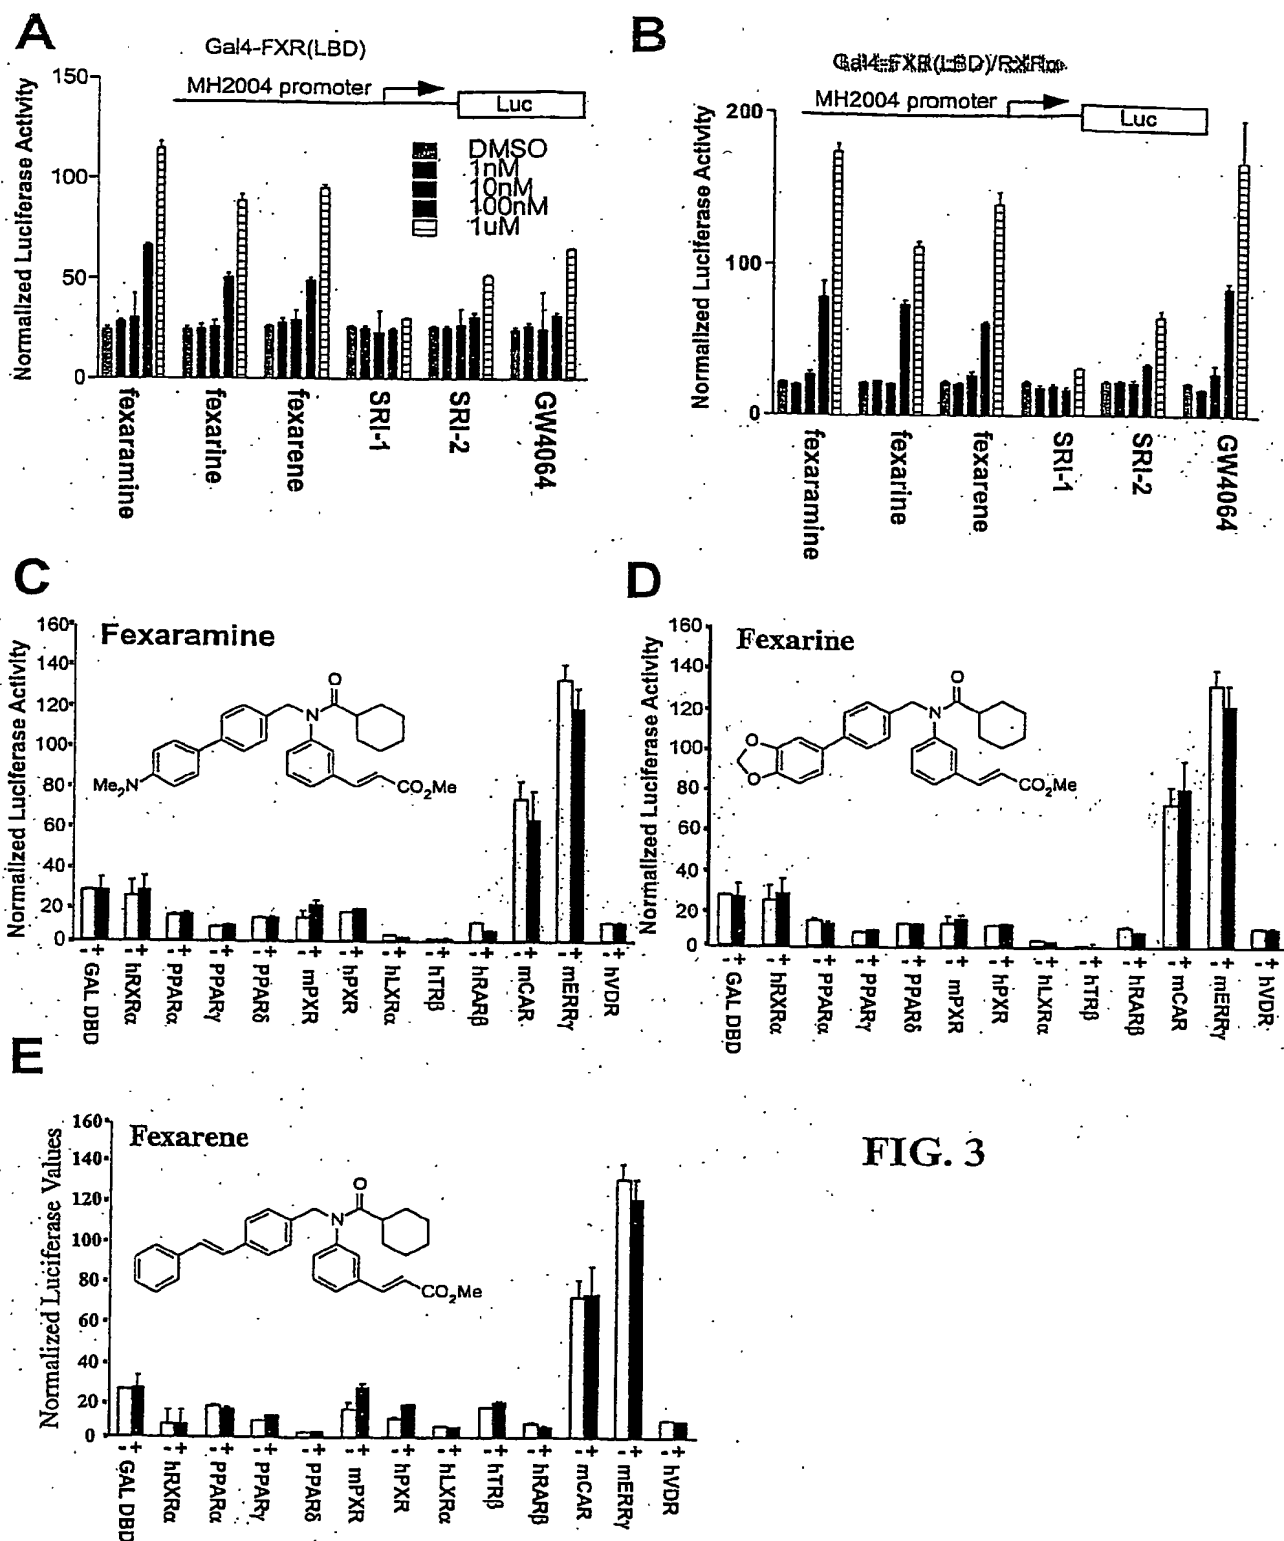 A
Gal4-FXR(LBD)
MH2004 promoter
Luc
Normalized Luciferase Activity
150
100
50
0
DMSO
1nM
10nM
100nM
1uM
fexaramine
fexarine
fexarene
SRI-1
SRI-2
GW4064
B
Gal4-FXR(LBD)/RXRα
MH2004 promoter
Luc
Normalized Luciferase Activity
200
100
0
fexaramine
fexarine
fexarene
SRI-1
SRI-2
GW4064
C
Fexaramine
Normalized Luciferase Activity
160
140
120
100
80
60
40
20
0
O
N
Me2N
CO2Me
- + - + - + - + - + - + - + - + - + - + - + - + - +
GAL DBD
hRXRα
PPARα
PPARγ
PPARδ
mPXR
hPXR
hLXRα
hTRβ
hRARβ
mCAR
mERRγ
hVDR
D
Fexarine
Normalized Luciferase Activity
160
140
120
100
80
60
40
20
0
O
N
O
O
CO2Me
- + - + - + - + - + - + - + - + - + - + - + - + - +
GAL DBD
hRXRα
PPARα
PPARγ
PPARδ
mPXR
hPXR
hLXRα
hTRβ
hRARβ
mCAR
mERRγ
hVDR
E
Fexarene
Normalized Luciferase Values
160
140
120
100
80
60
40
20
0
O
N
CO2Me
- + - + - + - + - + - + - + - + - + - + - + - + - +
GAL DBD
hRXRα
PPARα
PPARγ
PPARδ
mPXR
hPXR
hLXRα
hTRβ
hRARβ
mCAR
mERRγ
hVDR
FIG. 3